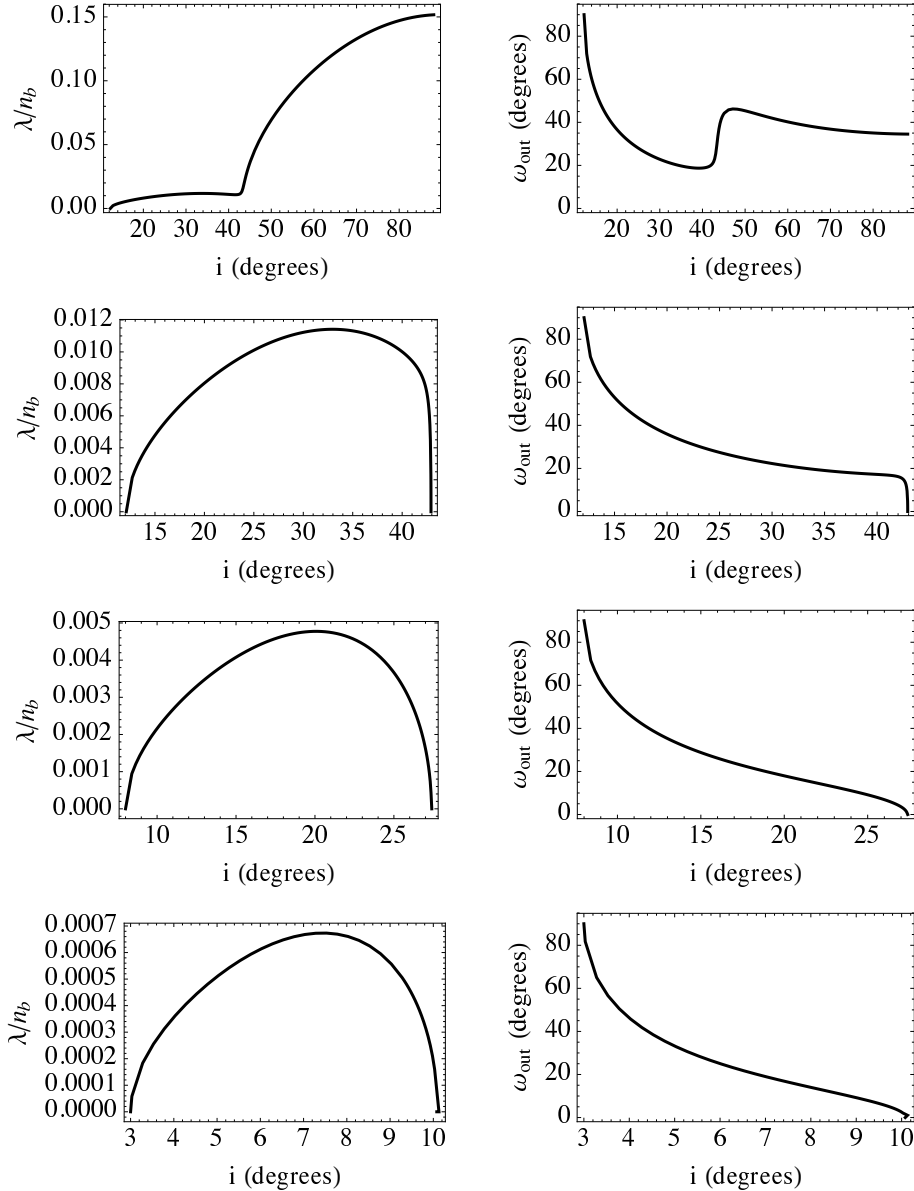 0.15
0.10
0.05
0.00
λ/n_b
20 30 40 50 60 70 80
i (degrees)
80
60
40
20
0
ω_out (degrees)
20 30 40 50 60 70 80
i (degrees)
0.012
0.010
0.008
0.006
0.004
0.002
0.000
λ/n_b
15 20 25 30 35 40
i (degrees)
80
60
40
20
0
ω_out (degrees)
15 20 25 30 35 40
i (degrees)
0.005
0.004
0.003
0.002
0.001
0.000
λ/n_b
10 15 20 25
i (degrees)
80
60
40
20
0
ω_out (degrees)
10 15 20 25
i (degrees)
0.0007
0.0006
0.0005
0.0004
0.0003
0.0002
0.0001
0.0000
λ/n_b
3 4 5 6 7 8 9 10
i (degrees)
80
60
40
20
0
ω_out (degrees)
3 4 5 6 7 8 9 10
i (degrees)